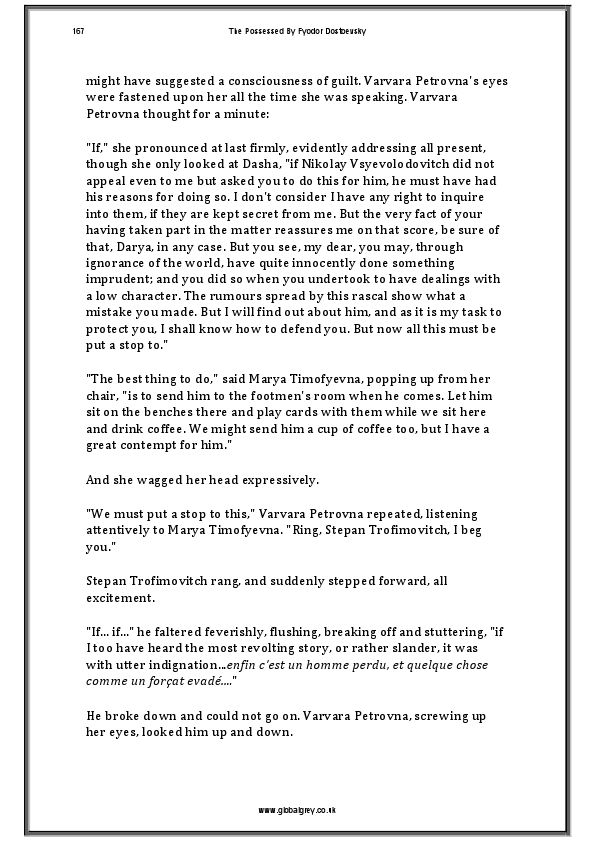 167
The Possessed By Fyodor Dostoevsky
might have suggested a consciousness of guilt. Varvara Petrovna's eyes
were fastened upon her all the time she was speaking. Varvara
Petrovna thought for a minute:
"If," she pronounced at last firmly, evidently addressing all present,
though she only looked at Dasha, "if Nikolay Vsyevolodovitch did not
appeal even to me but asked you to do this for him, he must have had
his reasons for doing so. I don't consider I have any right to inquire
into them, if they are kept secret from me. But the very fact of your
having taken part in the matter reassures me on that score, be sure of
that, Darya, in any case. But you see, my dear, you may, through
ignorance of the world, have quite innocently done something
imprudent; and you did so when you undertook to have dealings with
a low character. The rumours spread by this rascal show what a
mistake you made. But I will find out about him, and as it is my task to
protect you, I shall know how to defend you. But now all this must be
put a stop to."
"The best thing to do," said Marya Timofyevna, popping up from her
chair, "is to send him to the footmen's room when he comes. Let him
sit on the benches there and play cards with them while we sit here
and drink coffee. We might send him a cup of coffee too, but I have a
great contempt for him."
And she wagged her head expressively.
"We must put a stop to this," Varvara Petrovna repeated, listening
attentively to Marya Timofyevna. "Ring, Stepan Trofimovitch, I beg
you."
Stepan Trofimovitch rang, and suddenly stepped forward, all
excitement.
"If... if..." he faltered feverishly, flushing, breaking off and stuttering, "if
I too have heard the most revolting story, or rather slander, it was
with utter indignation...enfin c'est un homme perdu, et quelque chose
comme un forçat evadé...."
He broke down and could not go on. Varvara Petrovna, screwing up
her eyes, looked him up and down.
www.globalgrey.co.uk